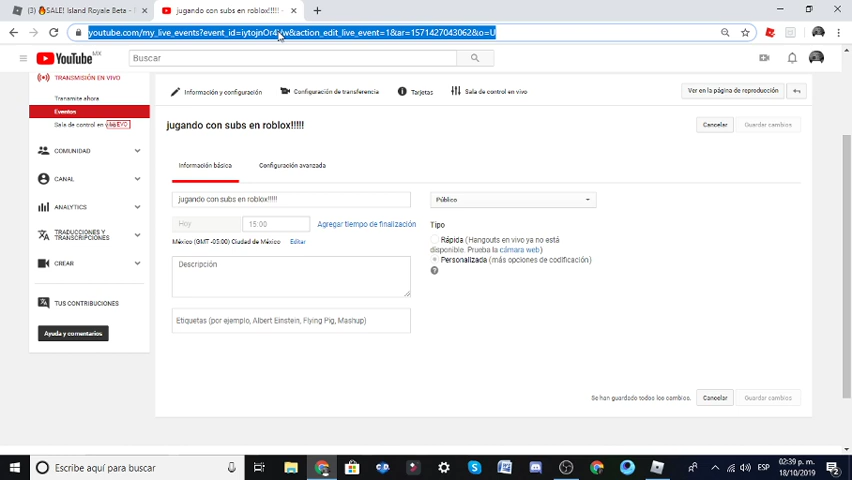 🔥SALE! Island Royale Beta -
jugando con subs en roblox!!!!! -
youtube.com/my_live_events?event_id=iytojnOr4
w&action_edit_live_event=1&ar=1571427043062&o=U
YouTube MX
Buscar
TRANSMISIÓN EN VIVO
Transmite ahora
Eventos
Sala de control en
COMUNIDAD
CANAL
ANALYTICS
TRADUCCIONES Y
TRANSCRIPCIONES
CREAR
TUS CONTRIBUCIONES
Ayuda y comentarios
Información y configuración
Configuración de transferencia
Tarjetas
Sala de control en vivo
Ver en la página de reproducción
jugando con subs en roblox!!!!!
Cancelar
Guardar cambios
Información básica
Configuración avanzada
jugando con subs en roblox!!!!!
Público
Hoy
15:00
Agregar tiempo de finalización
México (GMT -05:00) Ciudad de México
Editar
Tipo
Rápida (Hangouts en vivo ya no está
disponible. Prueba la cámara web)
Personalizada (más opciones de codificación)
?
Descripción
Etiquetas (por ejemplo, Albert Einstein, Flying Pig, Mashup)
Se han guardado todos los cambios.
Cancelar
Guardar cambios
Escribe aquí para buscar
ESP
02:39 p. m.
18/10/2019
2